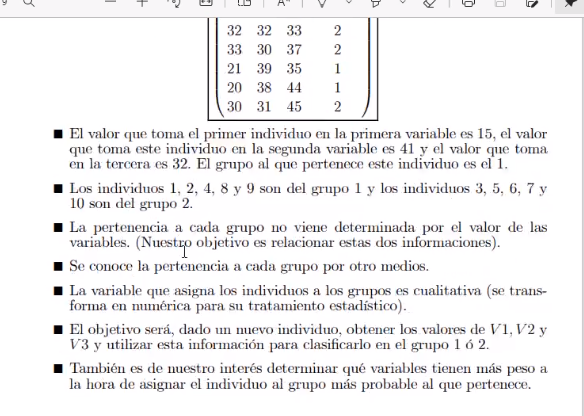 32 32 33 2
33 30 37 2
21 39 35 1
20 38 44 1
30 31 45 2
■ El valor que toma el primer individuo en la primera variable es 15, el valor
que toma este individuo en la segunda variable es 41 y el valor que toma
en la tercera es 32. El grupo al que pertenece este individuo es el 1.
■ Los individuos 1, 2, 4, 8 y 9 son del grupo 1 y los individuos 3, 5, 6, 7 y
10 son del grupo 2.
■ La pertenencia a cada grupo no viene determinada por el valor de las
variables. (Nuestro objetivo es relacionar estas dos informaciones).
■ Se conoce la pertenencia a cada grupo por otro medios.
■ La variable que asigna los individuos a los grupos es cualitativa (se trans-
forma en numérica para su tratamiento estadístico).
■ El objetivo será, dado un nuevo individuo, obtener los valores de V1, V2 y
V3 y utilizar esta información para clasificarlo en el grupo 1 ó 2.
■ También es de nuestro interés determinar qué variables tienen más peso a
la hora de asignar el individuo al grupo más probable al que pertenece.